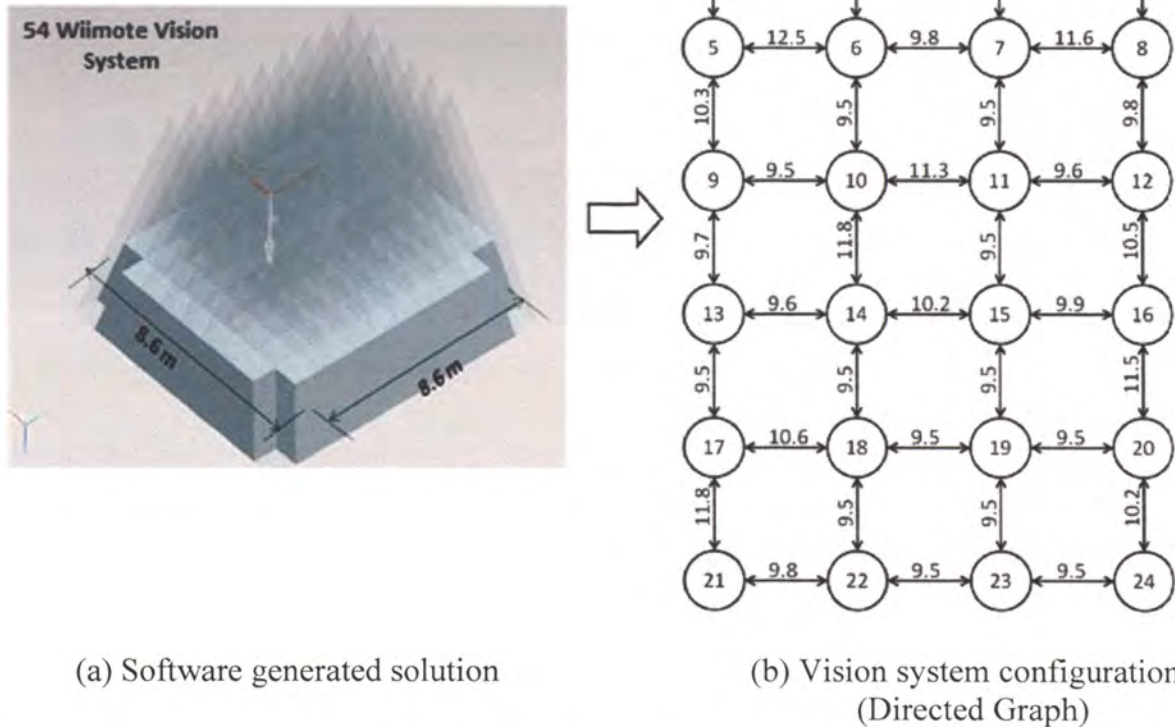 54 Wiimote Vision
System
8.6 m
8.6 m
5 12.5 6 9.8 7 11.6 8
10.3 9.5 9.5 9.8
9 9.5 10 11.3 11 9.6 12
9.7 11.8 9.5 10.5
13 9.6 14 10.2 15 9.9 16
9.5 9.5 9.5 11.5
17 10.6 18 9.5 19 9.5 20
11.8 9.5 9.5 10.2
21 9.8 22 9.5 23 9.5 24
(a) Software generated solution
(b) Vision system configuration
(Directed Graph)